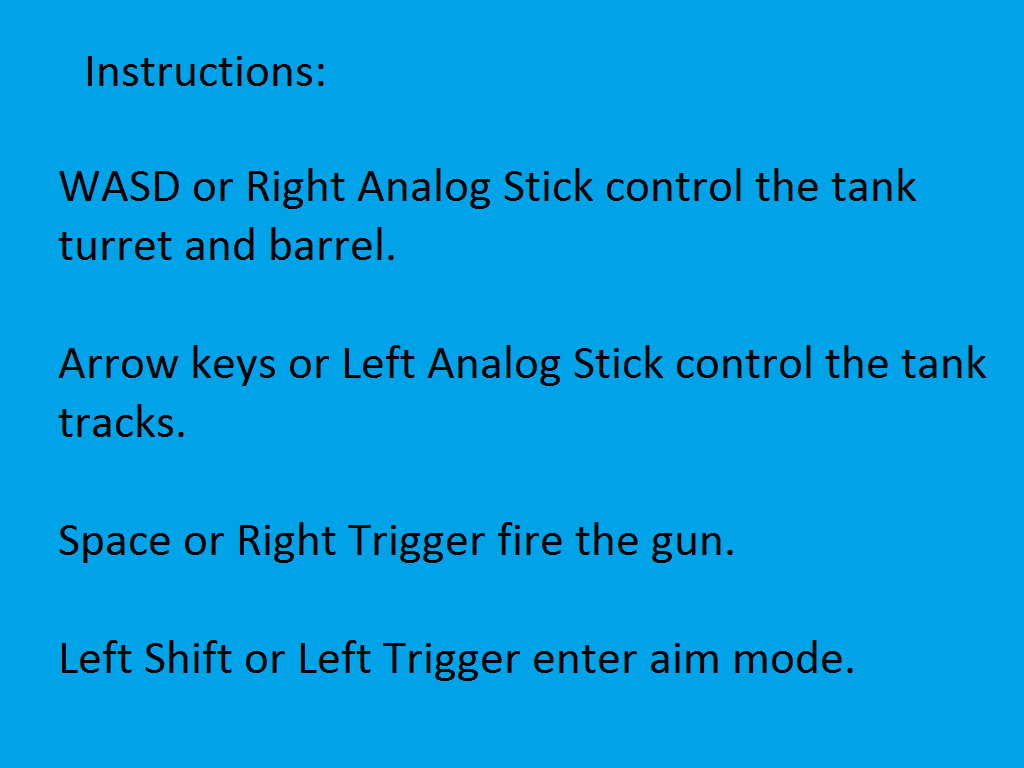 Instructions:
WASD or Right Analog Stick control the tank
turret and barrel.
Arrow keys or Left Analog Stick control the tank
tracks.
Space or Right Trigger fire the gun.
Left Shift or Left Trigger enter aim mode.